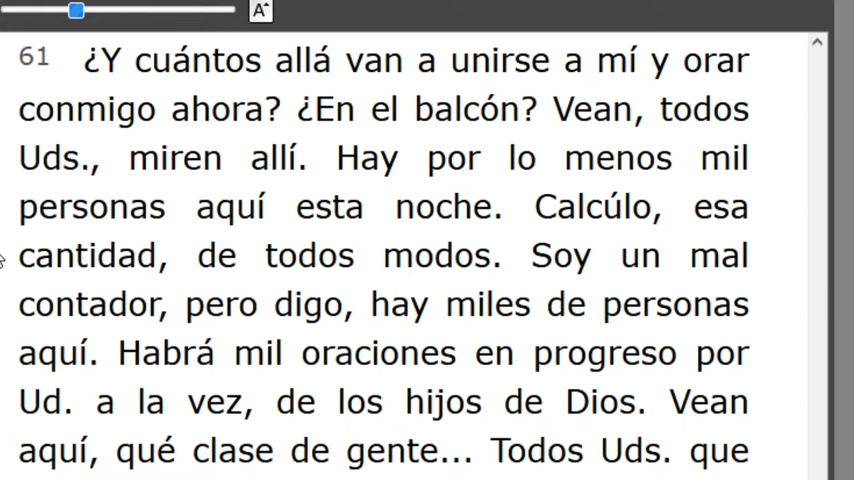 A
61 ¿Y cuántos allá van a unirse a mí y orar
conmigo ahora? ¿En el balcón? Vean, todos
Uds., miren allí. Hay por lo menos mil
personas aquí esta noche. Calcúlo, esa
cantidad, de todos modos. Soy un mal
contador, pero digo, hay miles de personas
aquí. Habrá mil oraciones en progreso por
Ud. a la vez, de los hijos de Dios. Vean
aquí, qué clase de gente... Todos Uds. que